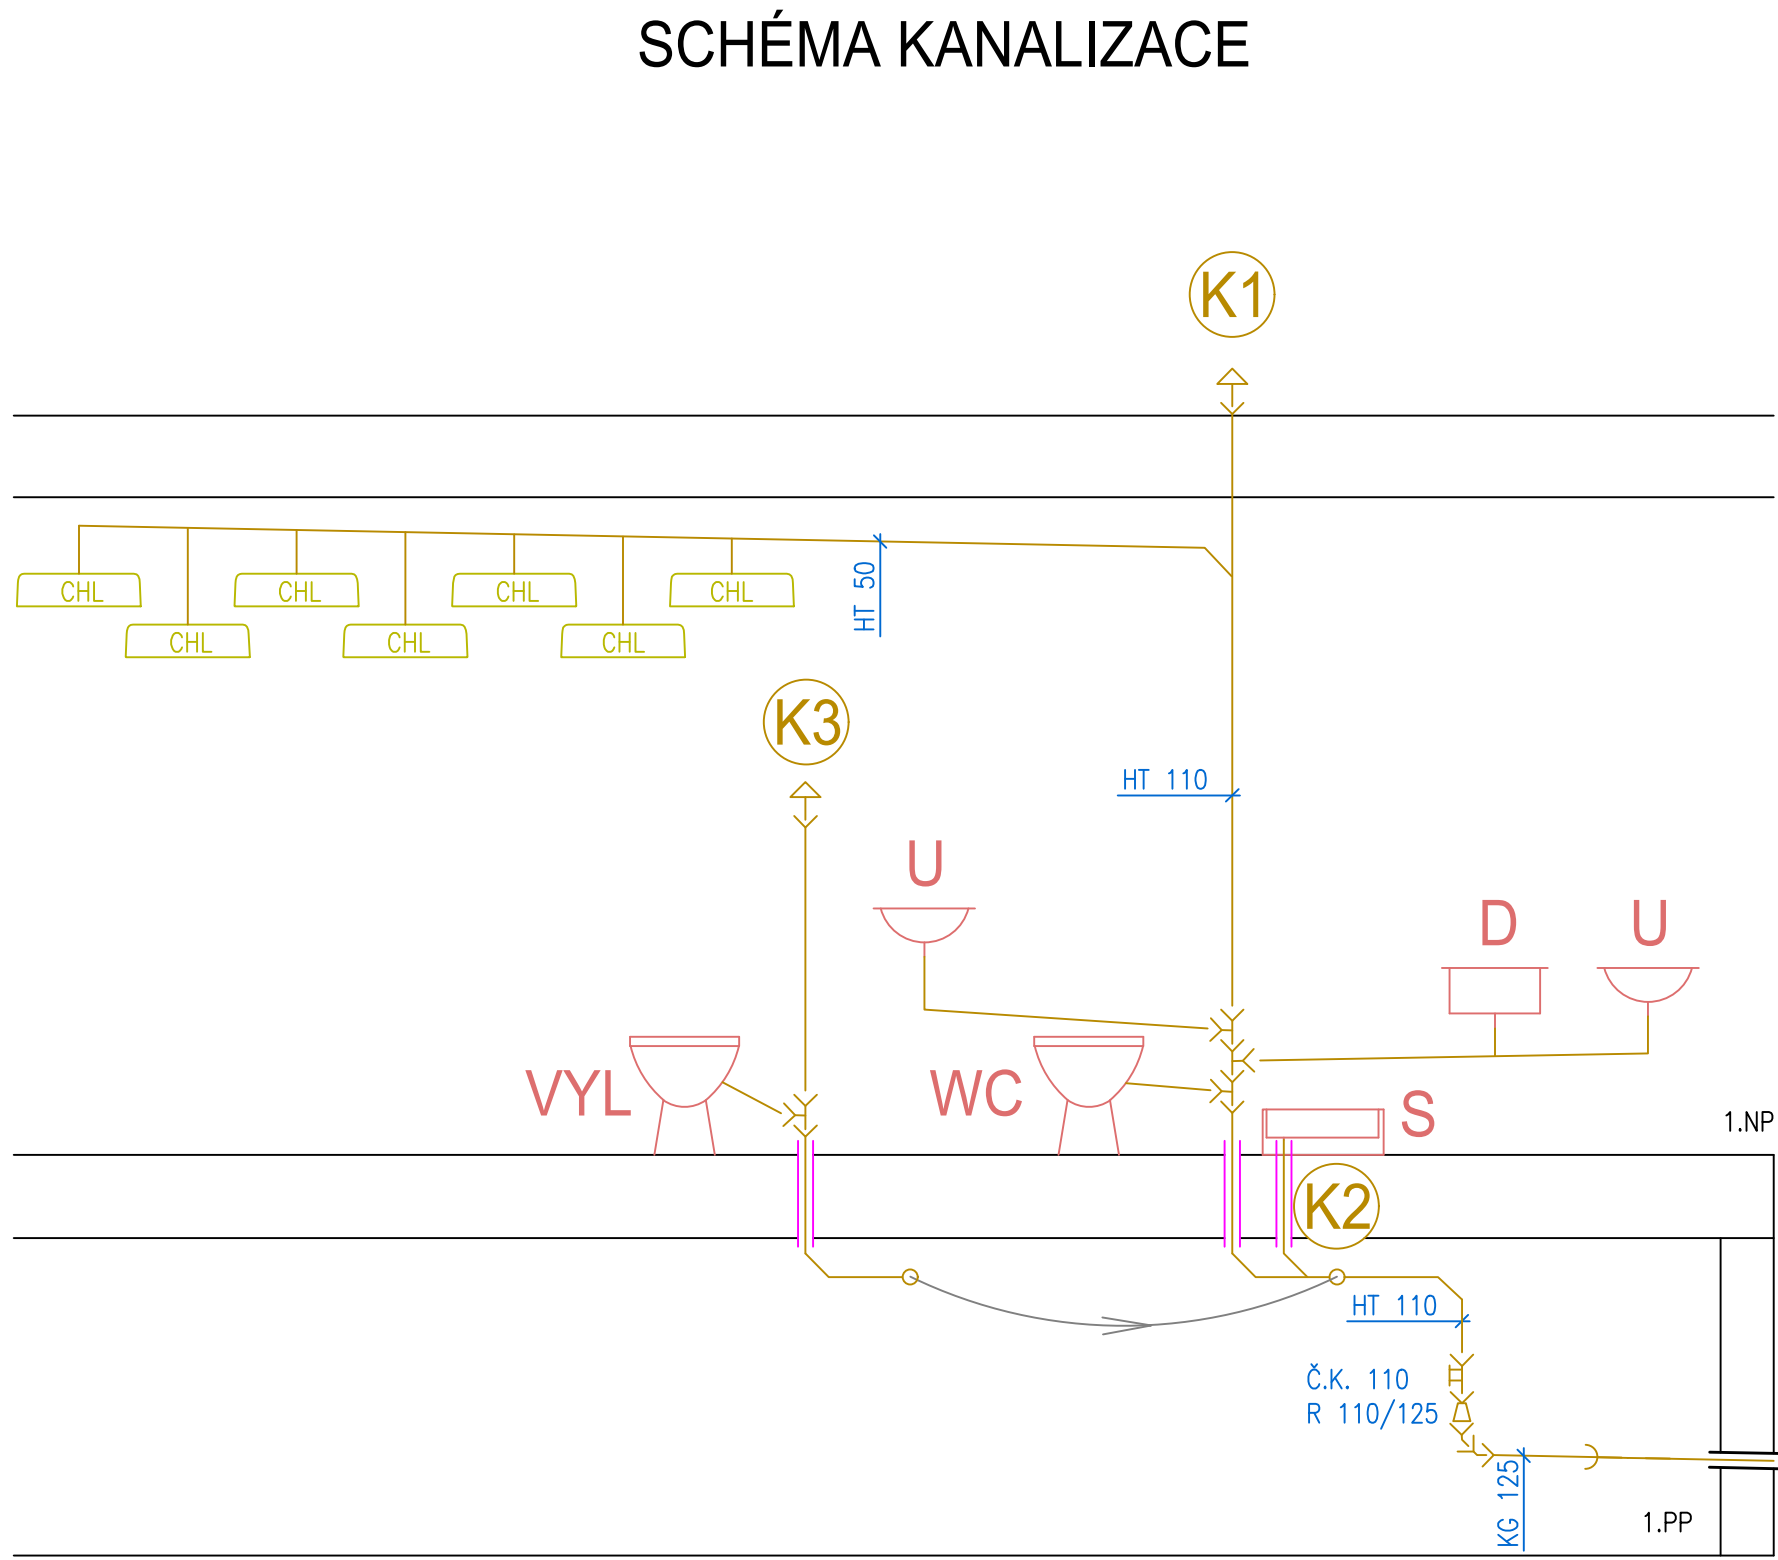 SCHÉMA KANALIZACE
K1
CHL
CHL
CHL
CHL
CHL
CHL
CHL
HT 50
K3
HT 110
U
D
U
VYL
WC
S
1.NP
K2
HT 110
Č.K. 110
R 110/125
KG 125
1.PP